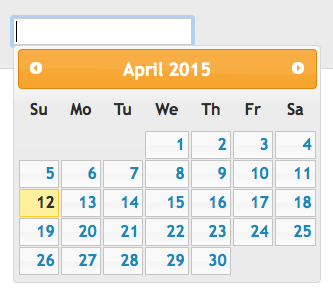 April 2015
Su Mo Tu We Th Fr Sa
1 2 3 4
5 6 7 8 9 10 11
12 13 14 15 16 17 18
19 20 21 22 23 24 25
26 27 28 29 30